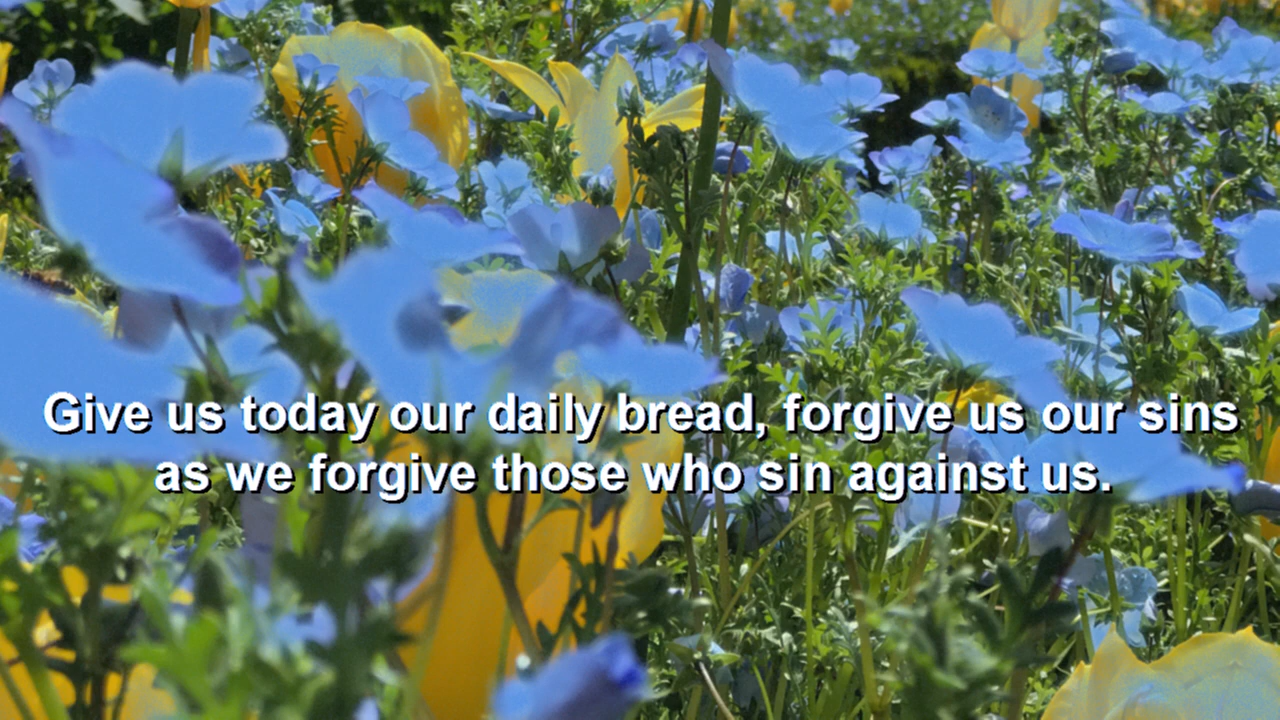 Give us today our daily bread, forgive us our sins
as we forgive those who sin against us.